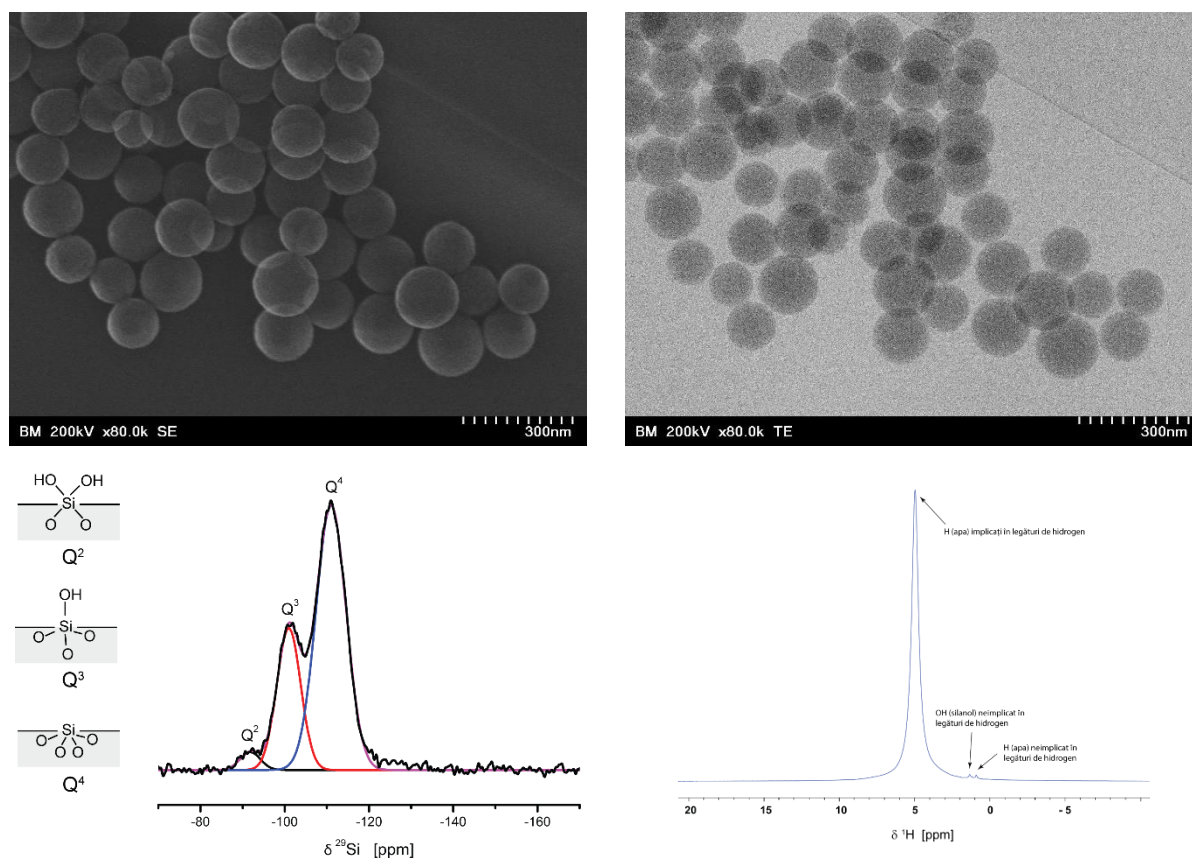 BM 200kV x80.0k SE 300nm
BM 200kV x80.0k TE 300nm
HO OH
Si
O O
Q²
OH
Si
O O
O
Q³
Si
O O
O O
Q⁴
Q⁴
Q³
Q²
-80 -100 -120 -140 -160
δ ²⁹Si [ppm]
H (apa) implicați în legături de hidrogen
OH (silanol) neimplicat în
legături de hidrogen
H (apa) neimplicat în
legături de hidrogen
20 15 10 5 0 -5
δ ¹H [ppm]